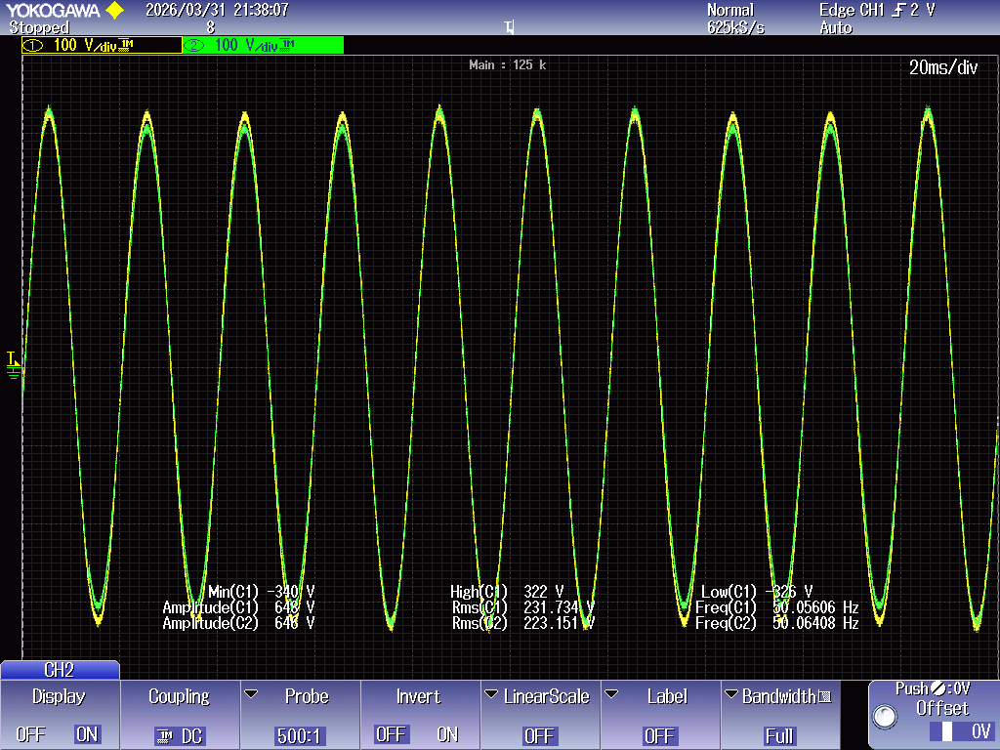 YOKOGAWA 2026/03/31 21:38:07 Normal Edge CH1 2 V
Stopped 8 625kS/s Auto
1 100 V/div 2 100 V/div
Main : 125 k 20ms/div
Min(C1) -340 V High(C1) 322 V Low(C1) -326 V
Amplitude(C1) 648 V Rms(C1) 231.734 V Freq(C1) 50.05606 Hz
Amplitude(C2) 646 V Rms(C2) 223.151 V Freq(C2) 50.06408 Hz
CH2
Display Coupling Probe Invert LinearScale Label Bandwidth Push :0V
Offset
OFF ON 1M DC 500:1 OFF ON OFF OFF Full 0V